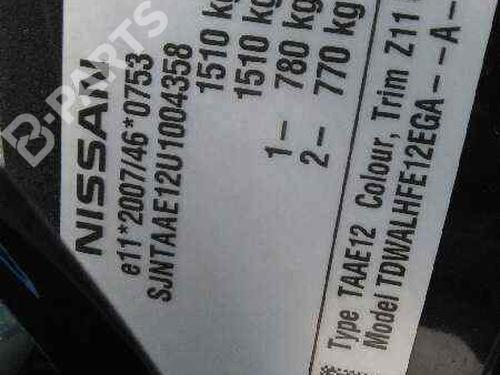 NISSAN
e11*2007/46*0753
SJNTAAE12U1004358
1510 kg
1510 kg
1– 780 kg
2– 770 kg
Type TAAE12 Colour, Trim Z11
Model TDWALHFE12EGA--A-
B-PARTS